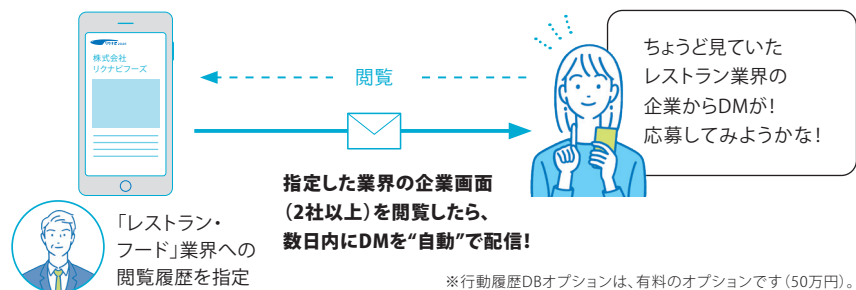 株式会社
リクナビフーズ
閲覧
ちょうど見ていた
レストラン業界の
企業からDMが!
応募してみようかな!
指定した業界の企業画面
(2社以上)を閲覧したら、
数日内にDMを“自動”で配信!
「レストラン・
フード」業界への
閲覧履歴を指定
※行動履歴DBオプションは、有料のオプションです(50万円)。